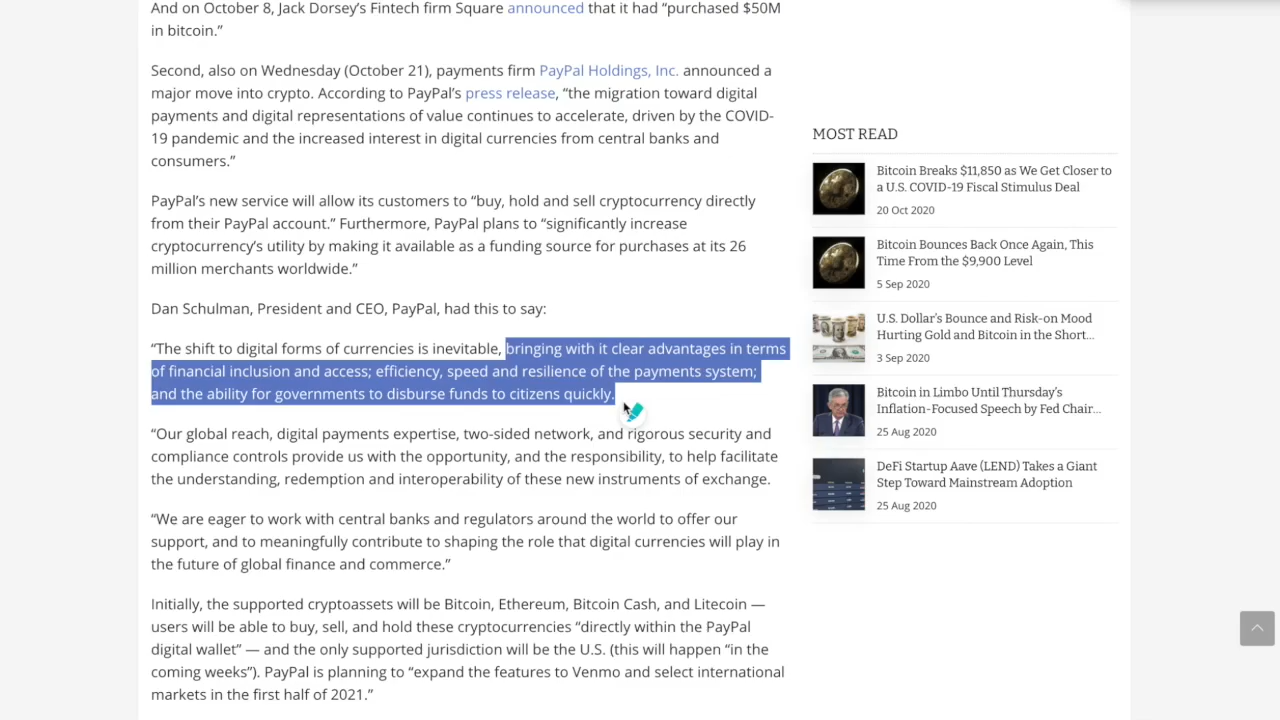 And on October 8, Jack Dorsey’s Fintech firm Square announced that it had “purchased $50M
in bitcoin.”
Second, also on Wednesday (October 21), payments firm PayPal Holdings, Inc. announced a
major move into crypto. According to PayPal’s press release, “the migration toward digital
payments and digital representations of value continues to accelerate, driven by the COVID-
19 pandemic and the increased interest in digital currencies from central banks and
consumers.”
PayPal’s new service will allow its customers to “buy, hold and sell cryptocurrency directly
from their PayPal account.” Furthermore, PayPal plans to “significantly increase
cryptocurrency’s utility by making it available as a funding source for purchases at its 26
million merchants worldwide.”
Dan Schulman, President and CEO, PayPal, had this to say:
“The shift to digital forms of currencies is inevitable, bringing with it clear advantages in terms
of financial inclusion and access; efficiency, speed and resilience of the payments system;
and the ability for governments to disburse funds to citizens quickly.
“Our global reach, digital payments expertise, two-sided network, and rigorous security and
compliance controls provide us with the opportunity, and the responsibility, to help facilitate
the understanding, redemption and interoperability of these new instruments of exchange.
“We are eager to work with central banks and regulators around the world to offer our
support, and to meaningfully contribute to shaping the role that digital currencies will play in
the future of global finance and commerce.”
Initially, the supported cryptoassets will be Bitcoin, Ethereum, Bitcoin Cash, and Litecoin —
users will be able to buy, sell, and hold these cryptocurrencies “directly within the PayPal
digital wallet” — and the only supported jurisdiction will be the U.S. (this will happen “in the
coming weeks”). PayPal is planning to “expand the features to Venmo and select international
markets in the first half of 2021.”
MOST READ
Bitcoin Breaks $11,850 as We Get Closer to
a U.S. COVID-19 Fiscal Stimulus Deal
20 Oct 2020
Bitcoin Bounces Back Once Again, This
Time From the $9,900 Level
5 Sep 2020
U.S. Dollar’s Bounce and Risk-on Mood
Hurting Gold and Bitcoin in the Short...
3 Sep 2020
Bitcoin in Limbo Until Thursday’s
Inflation-Focused Speech by Fed Chair...
25 Aug 2020
DeFi Startup Aave (LEND) Takes a Giant
Step Toward Mainstream Adoption
25 Aug 2020